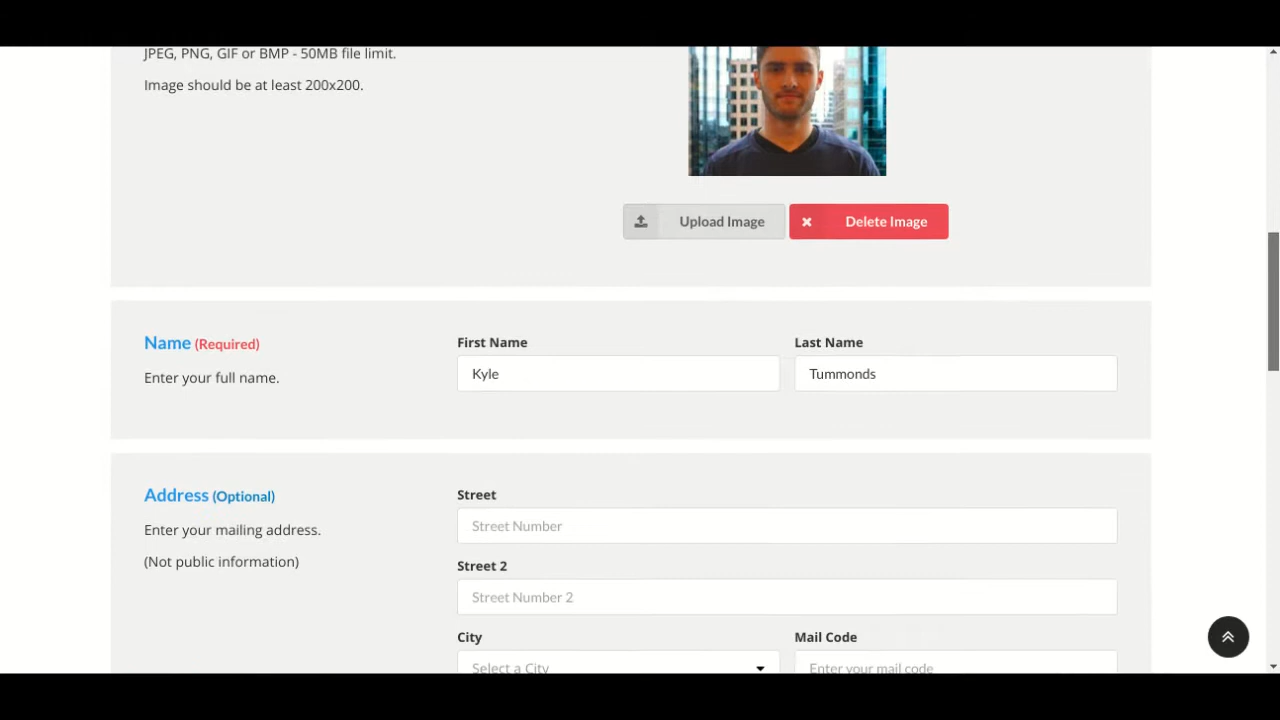 JPEG, PNG, GIF or BMP - 50MB file limit.
Image should be at least 200x200.
Upload Image
Delete Image
Name (Required)
Enter your full name.
First Name
Last Name
Kyle
Tummonds
Address (Optional)
Enter your mailing address.
(Not public information)
Street
Street Number
Street 2
Street Number 2
City
Mail Code
Select a City
Enter your mail code